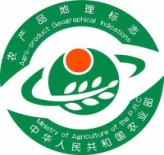 农产品地理标志
Agro-product Geographical Indications
Ministry of Agriculture of the P.R.C
中华人民共和国农业部